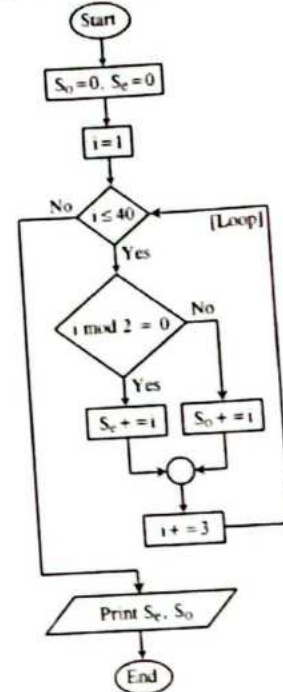 Start
S₀=0, Sₑ=0
i=1
i ≤ 40
No
[Loop]
Yes
i mod 2 = 0
No
Yes
Sₑ + = i
S₀ + = i
i + = 3
Print Sₑ, S₀
End